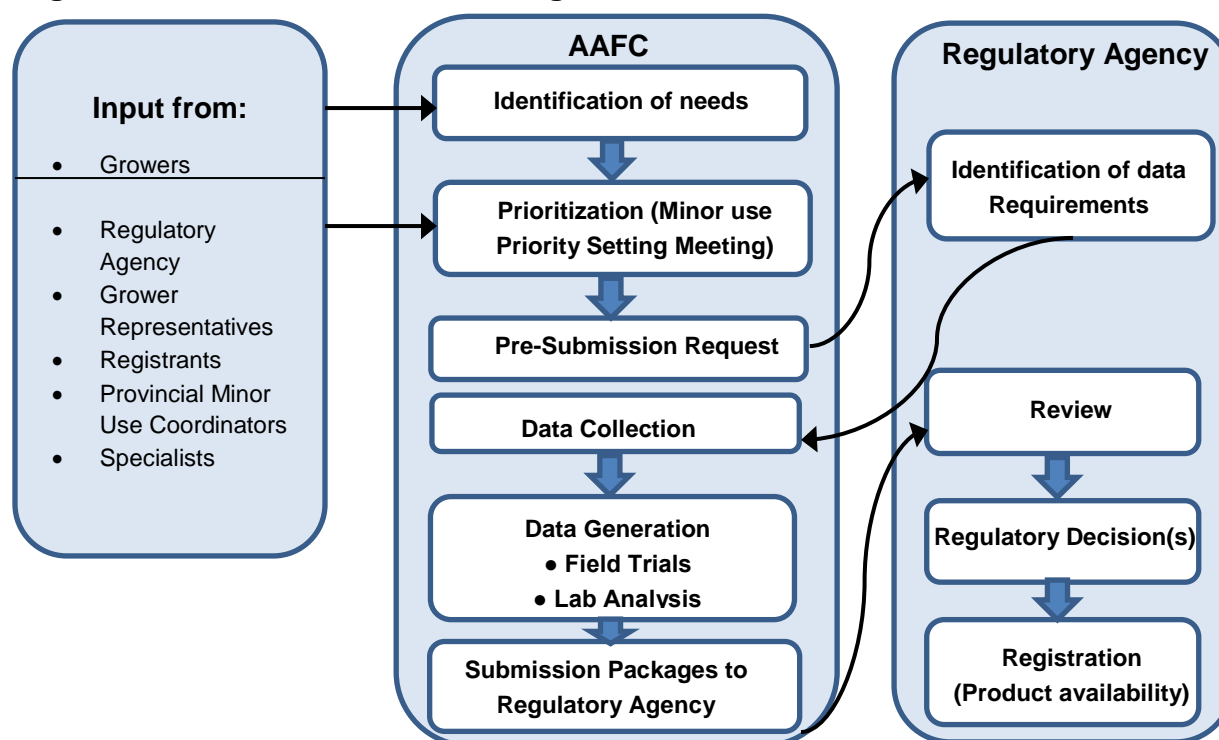 Input from:
• Growers
• Regulatory
Agency
• Grower
Representatives
• Registrants
• Provincial Minor
Use Coordinators
• Specialists
AAFC
Identification of needs
Prioritization (Minor use
Priority Setting Meeting)
Pre-Submission Request
Data Collection
Data Generation
● Field Trials
● Lab Analysis
Submission Packages to
Regulatory Agency
Regulatory Agency
Identification of data
Requirements
Review
Regulatory Decision(s)
Registration
(Product availability)